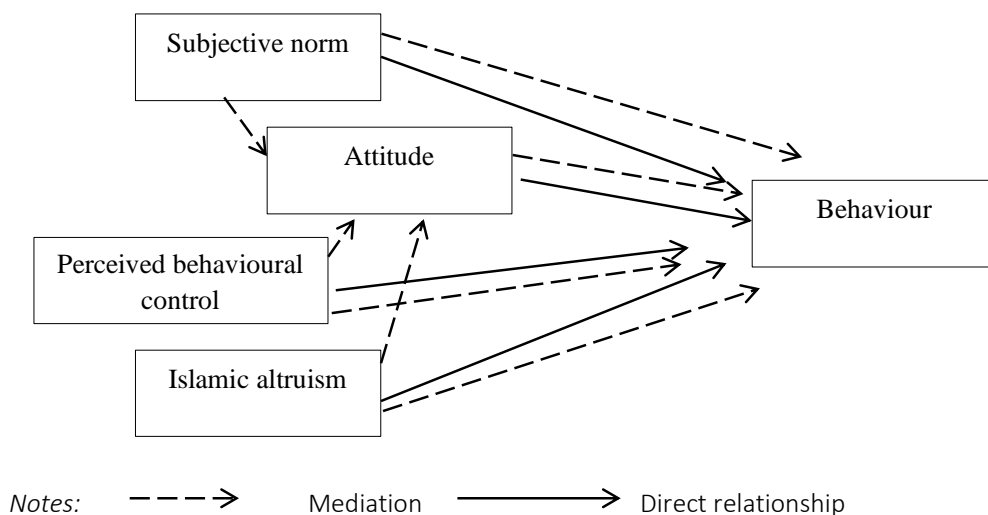 Subjective norm
Attitude
Behaviour
Perceived behavioural
control
Islamic altruism
Notes: Mediation Direct relationship